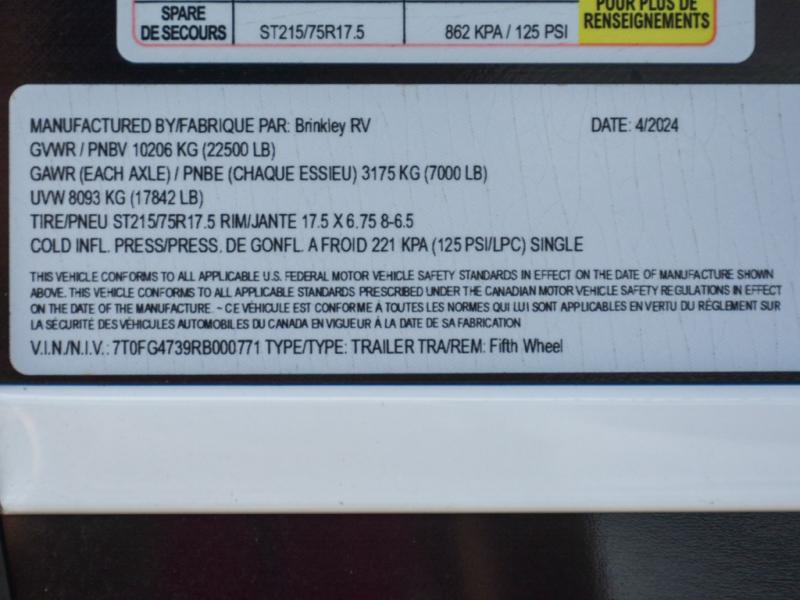 POUR PLUS DE
SPARE
DE SECOURS ST215/75R17.5 862 KPA / 125 PSI RENSEIGNEMENTS
MANUFACTURED BY/FABRIQUE PAR: Brinkley RV DATE: 4/2024
GVWR / PNBV 10206 KG (22500 LB)
GAWR (EACH AXLE) / PNBE (CHAQUE ESSIEU) 3175 KG (7000 LB)
UVW 8093 KG (17842 LB)
TIRE/PNEU ST215/75R17.5 RIM/JANTE 17.5 X 6.75 8-6.5
COLD INFL. PRESS/PRESS. DE GONFL. A FROID 221 KPA (125 PSI/LPC) SINGLE
THIS VEHICLE CONFORMS TO ALL APPLICABLE U.S. FEDERAL MOTOR VEHICLE SAFETY STANDARDS IN EFFECT ON THE DATE OF MANUFACTURE SHOWN
ABOVE. THIS VEHICLE CONFORMS TO ALL APPLICABLE STANDARDS PRESCRIBED UNDER THE CANADIAN MOTOR VEHICLE SAFETY REGULATIONS IN EFFECT
ON THE DATE OF THE MANUFACTURE. ~ CE VÉHICULE EST CONFORME À TOUTES LES NORMES QUI LUI SONT APPLICABLES EN VERTU DU RÈGLEMENT SUR
LA SÉCURITÉ DES VÉHICULES AUTOMOBILES DU CANADA EN VIGUEUR À LA DATE DE SA FABRICATION
V.I.N./N.I.V.: 7T0FG4739RB000771 TYPE/TYPE: TRAILER TRA/REM: Fifth Wheel